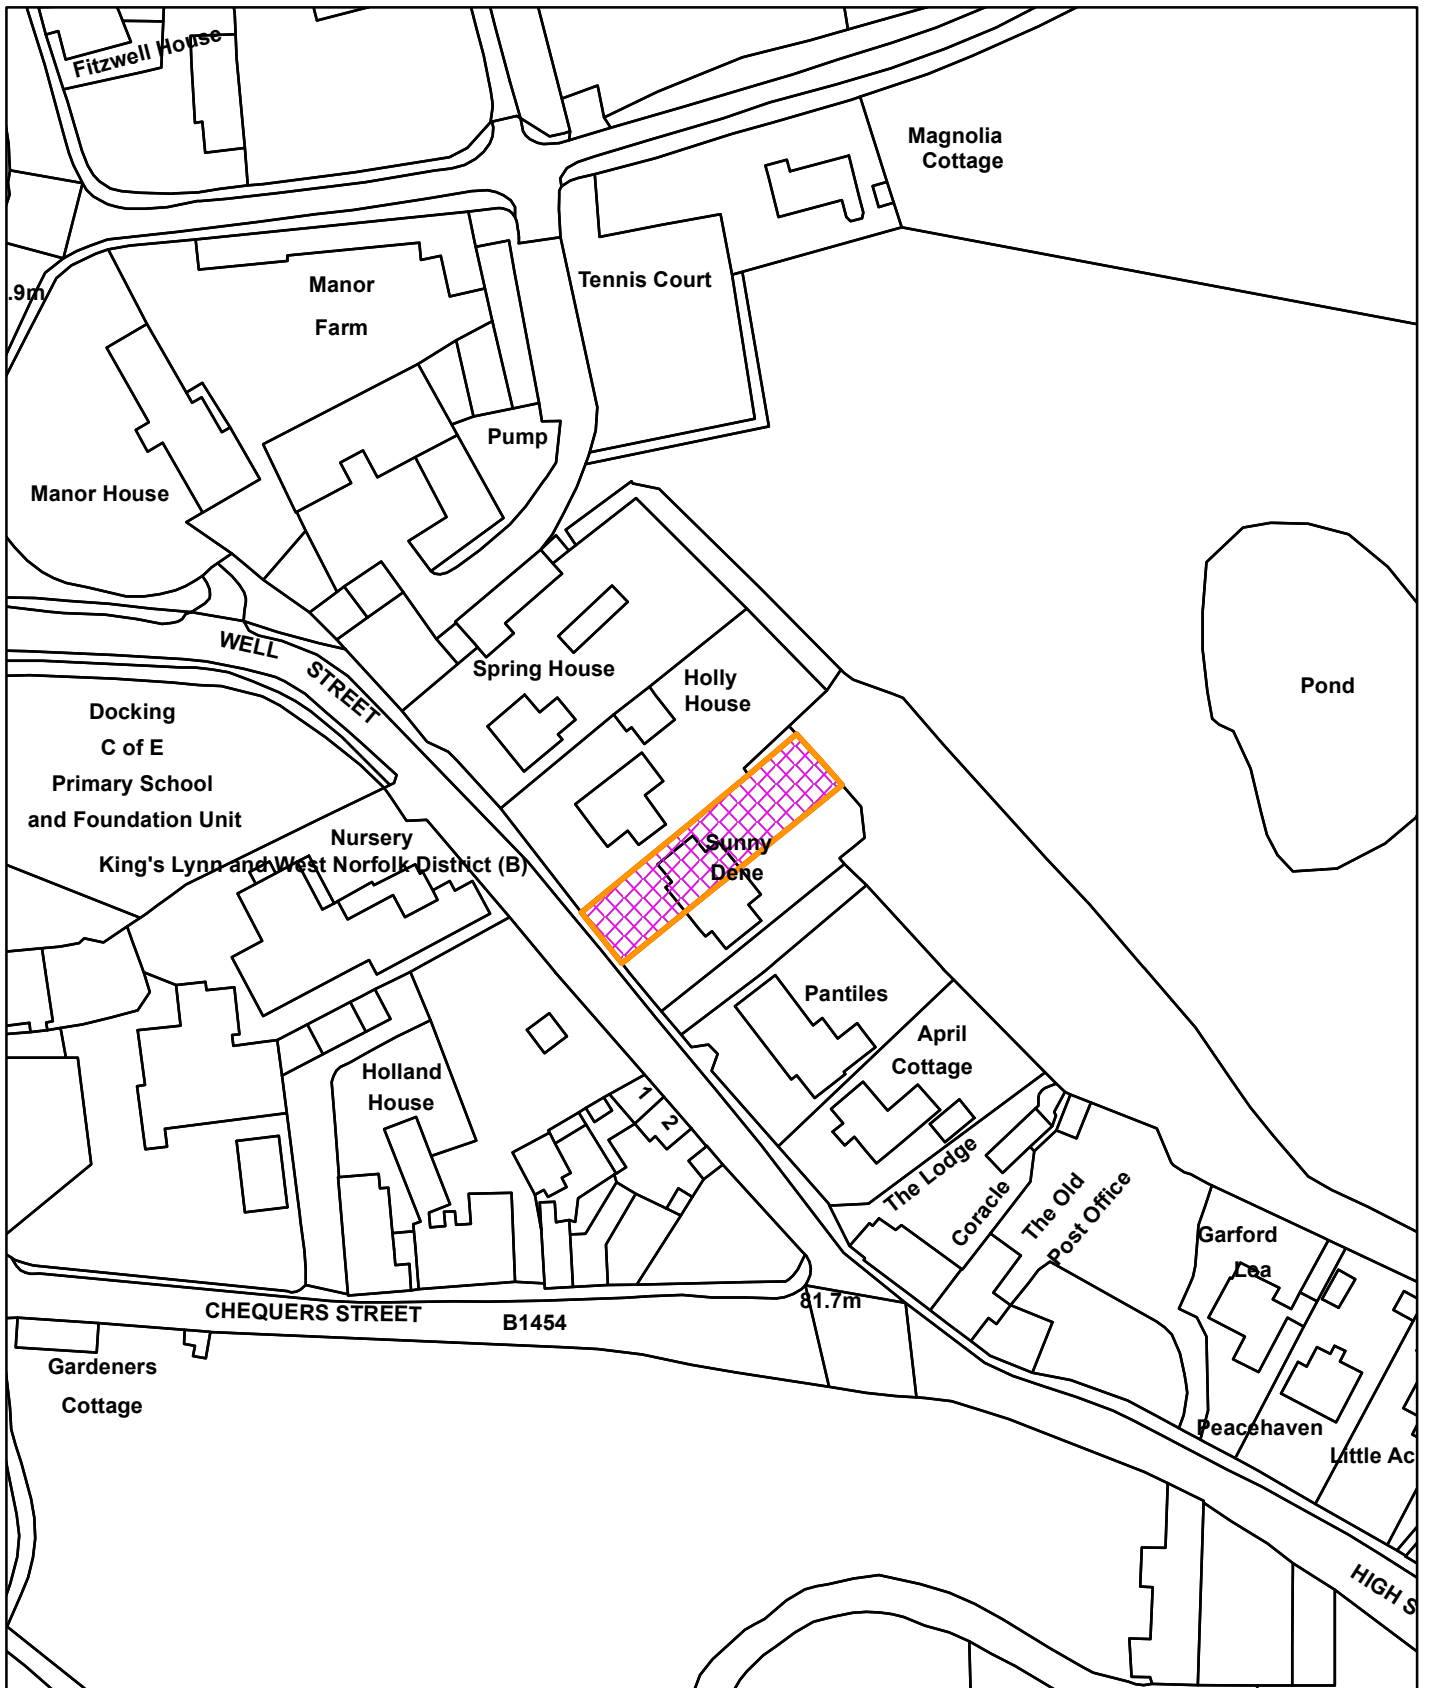 Fitzwell House
Magnolia
Cottage
Tennis Court
Manor
Farm
.9m
Pump
Manor House
WELL STREET
Spring House
Holly
House
Pond
Docking
C of E
Primary School
and Foundation Unit
Nursery
King's Lynn and West Norfolk District (B)
Sunny
Dene
Pantiles
April
Cottage
Holland
House
1
2
The Lodge
Coracle
The Old
Post Office
Garford
Lea
81.7m
CHEQUERS STREET
B1454
Gardeners
Cottage
Peacehaven
Little Ac
HIGH S